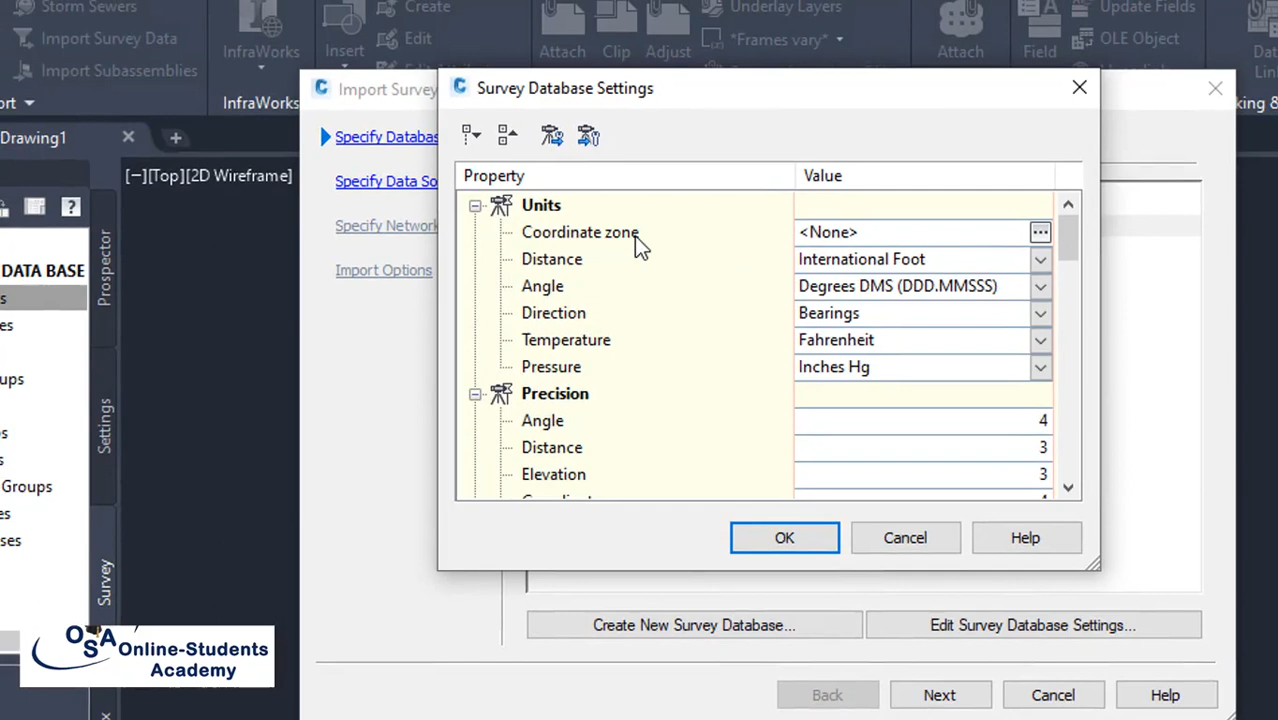 Storm Sewers
Create
Underlay Layers
Update Fields
Import Survey Data
Edit
*Frames vary*
OLE Object
Import Subassemblies
InfraWorks
Insert
Attach
Clip
Adjust
Attach
Field
InfraWorks
Import Survey
Survey Database Settings
Drawing1
[−][Top][2D Wireframe]
Prospector
Settings
Survey
DATA BASE
Groups
Specify Databas
Specify Data So
Specify Network
Import Options
Property Value
Units
Coordinate zone <None>
Distance International Foot
Angle Degrees DMS (DDD.MMSSS)
Direction Bearings
Temperature Fahrenheit
Pressure Inches Hg
Precision
Angle 4
Distance 3
Elevation 3
OK Cancel Help
Create New Survey Database... Edit Survey Database Settings...
Back Next Cancel Help
OSA Online-Students
Academy